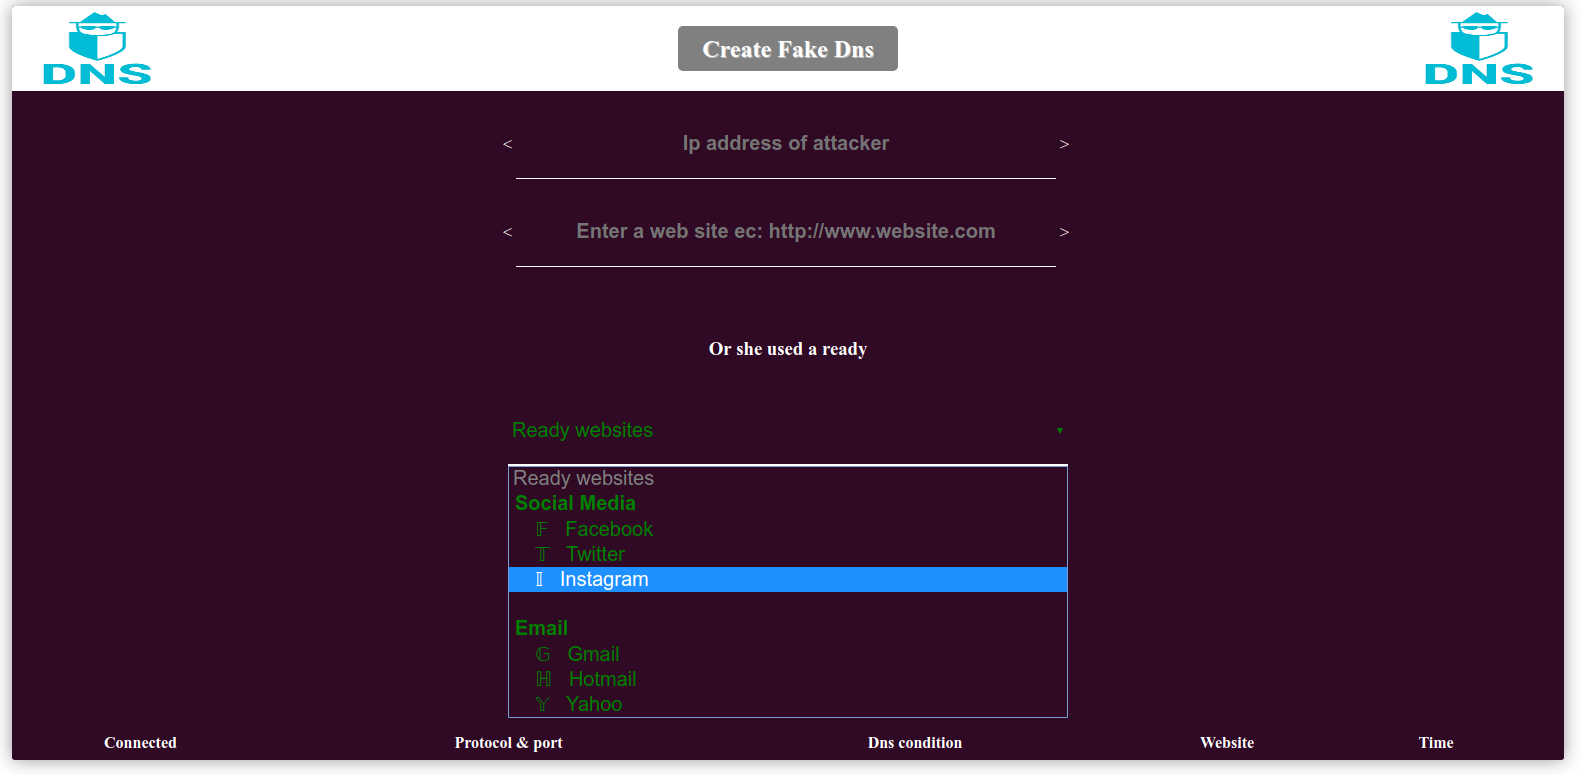 DNS
Create Fake Dns
DNS
< Ip address of attacker >
< Enter a web site ec: http://www.website.com >
Or she used a ready
Ready websites ▾
Ready websites
Social Media
𝔽 Facebook
𝕋 Twitter
𝕀 Instagram
Email
𝔾 Gmail
ℍ Hotmail
𝕐 Yahoo
Connected Protocol & port Dns condition Website Time